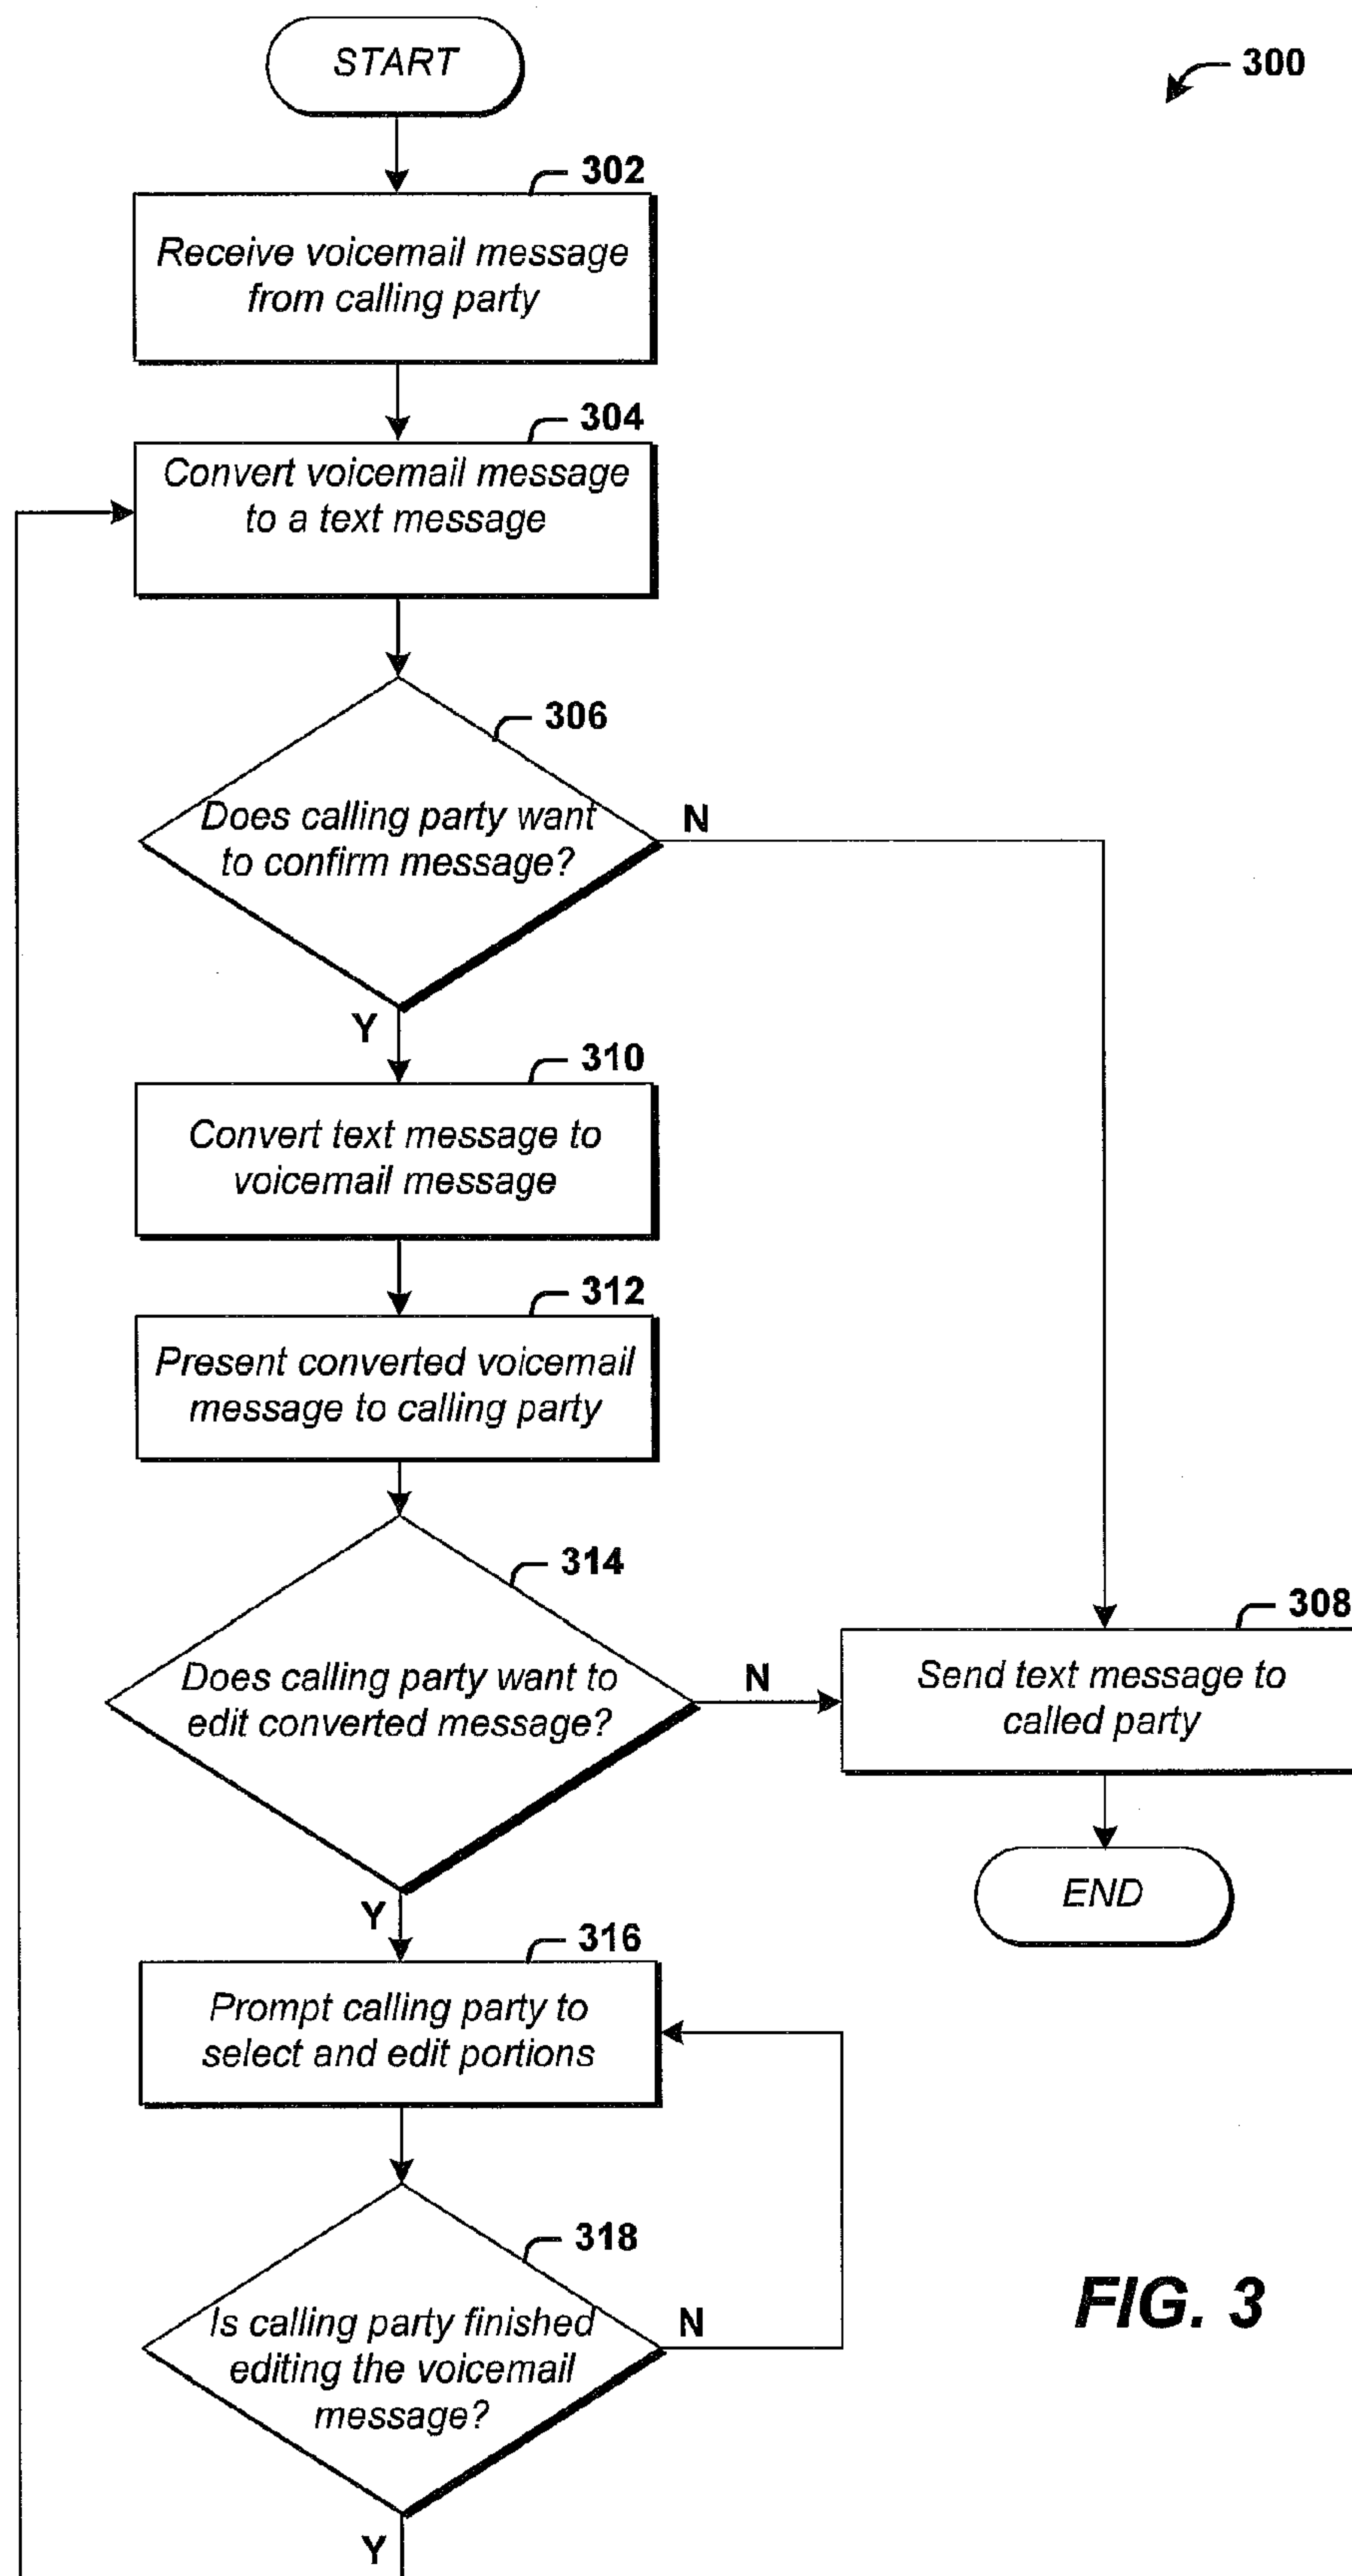 START
300
302
Receive voicemail message
from calling party
304
Convert voicemail message
to a text message
306
Does calling party want
to confirm message?
N
Y
310
Convert text message to
voicemail message
312
Present converted voicemail
message to calling party
314
Does calling party want to
edit converted message?
N
308
Send text message to
called party
END
Y
316
Prompt calling party to
select and edit portions
318
Is calling party finished
editing the voicemail
message?
N
Y
FIG. 3